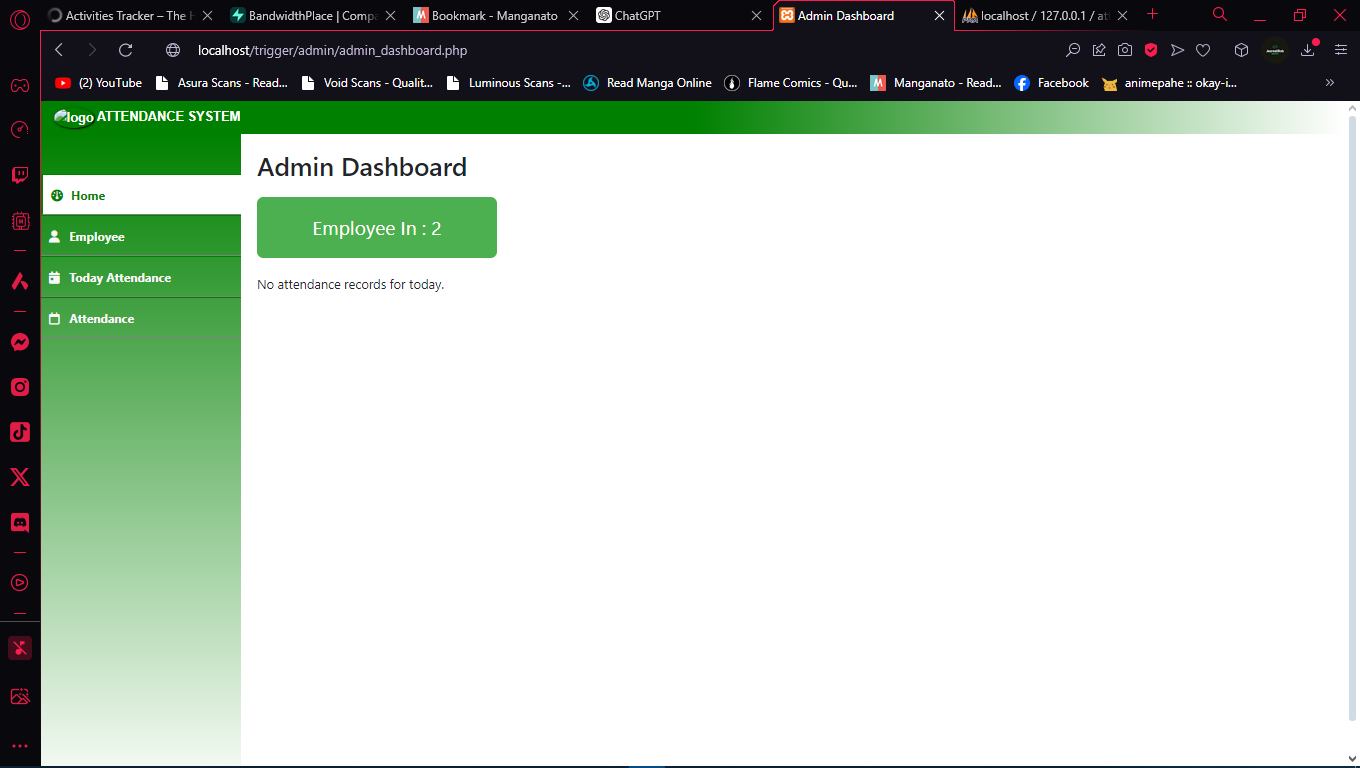 Activities Tracker – The H
BandwidthPlace | Compa
Bookmark - Manganato
ChatGPT
Admin Dashboard
localhost / 127.0.0.1 / at
localhost/trigger/admin/admin_dashboard.php
(2) YouTube
Asura Scans - Read...
Void Scans - Qualit...
Luminous Scans -...
Read Manga Online
Flame Comics - Qu...
Manganato - Read...
Facebook
animepahe :: okay-i...
logo ATTENDANCE SYSTEM
Home
Employee
Today Attendance
Attendance
Admin Dashboard
Employee In : 2
No attendance records for today.